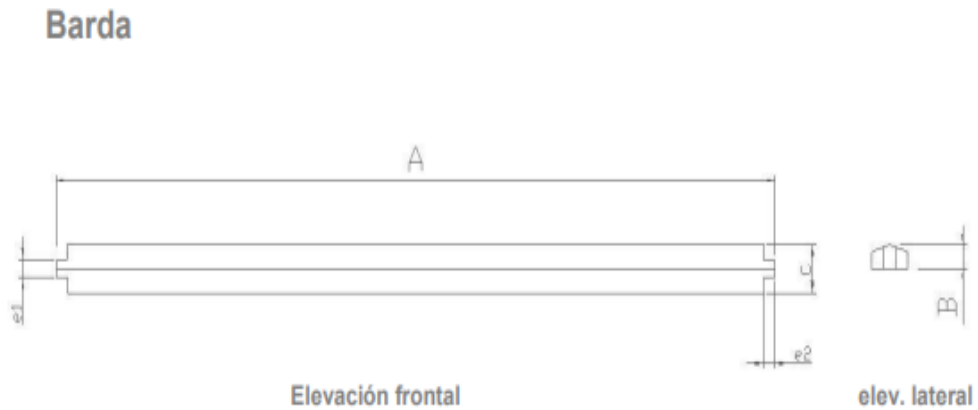 Barda
A
e1
c
B
e2
Elevación frontal
elev. lateral